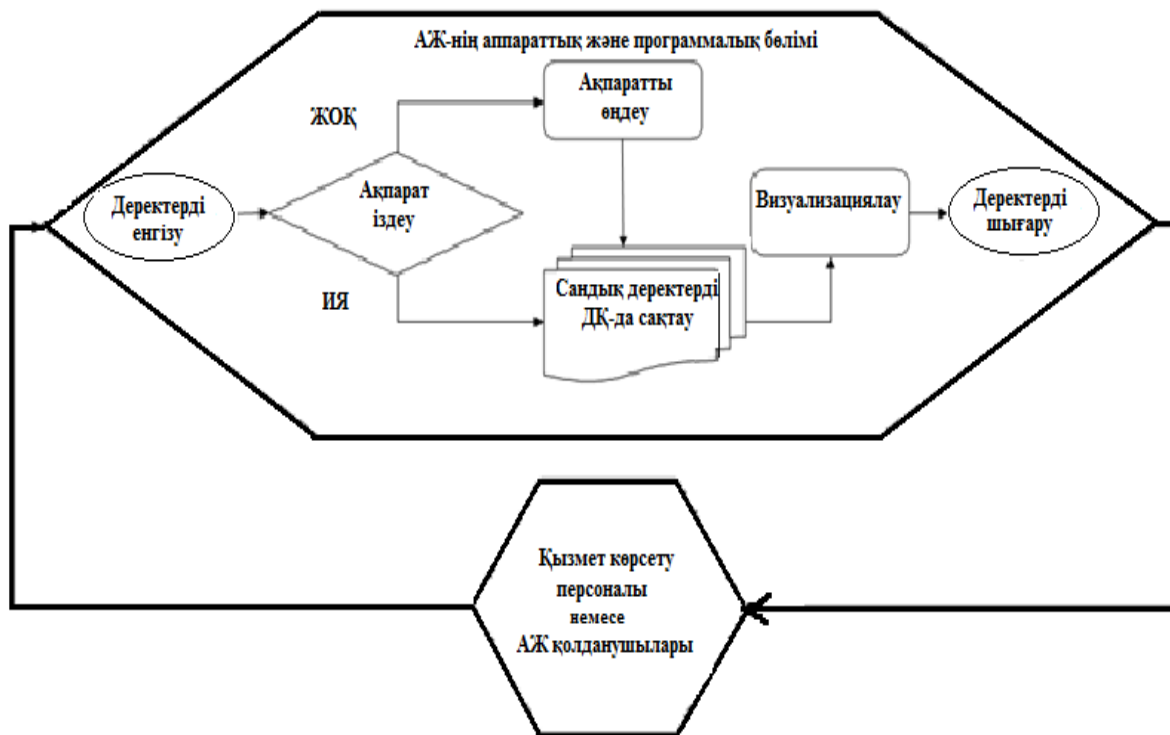 АЖ-нің аппараттық және программалық бөлімі
Ақпаратты
өңдеу
ЖОҚ
Деректерді
енгізу
Ақпарат
іздеу
Визуализациялау
Деректерді
шығару
ИЯ
Сандық деректерді
ДҚ-да сақтау
Қызмет көрсету
персоналы
немесе
АЖ қолданушылары